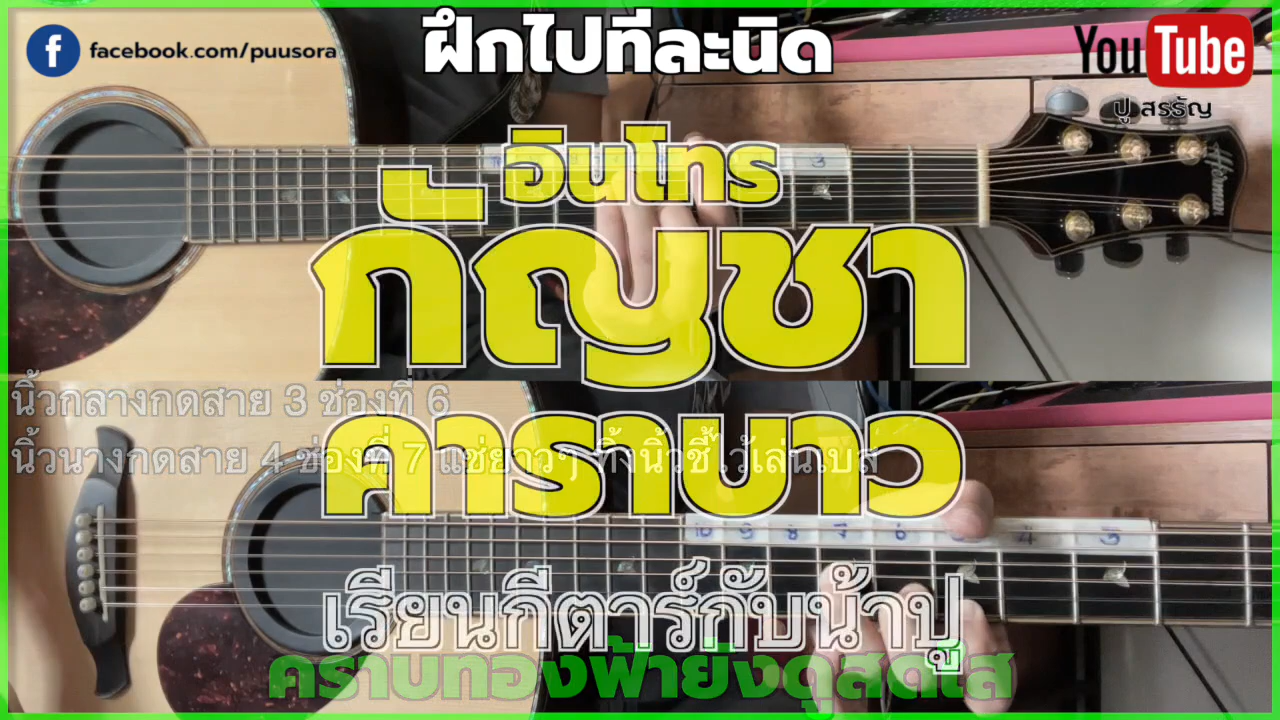 facebook.com/puusora
ฝึกไปทีละนิด
YouTube
ปู สรรัญ
อินโทร
กัญชา
นิ้วกลางกดสาย 3 ช่องที่ 6
นิ้วนางกดสาย 4 ช่องที่ 7 แช่ยาวๆ ทิ้งนิ้วชี้ไว้เล่นเบส
คาราบาว
เรียนกีตาร์กับน้าปู
คราบทองฟ้ายังดูสดใส